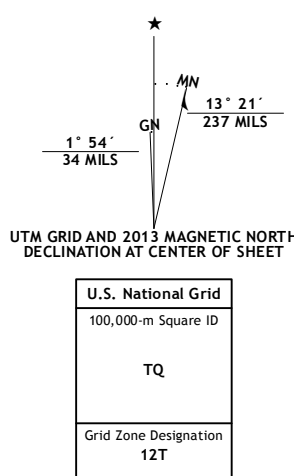 ★
MN
13° 21´
237 MILS
GN
1° 54´
34 MILS
UTM GRID AND 2013 MAGNETIC NORTH
DECLINATION AT CENTER OF SHEET
U.S. National Grid
100,000-m Square ID
TQ
Grid Zone Designation
12T